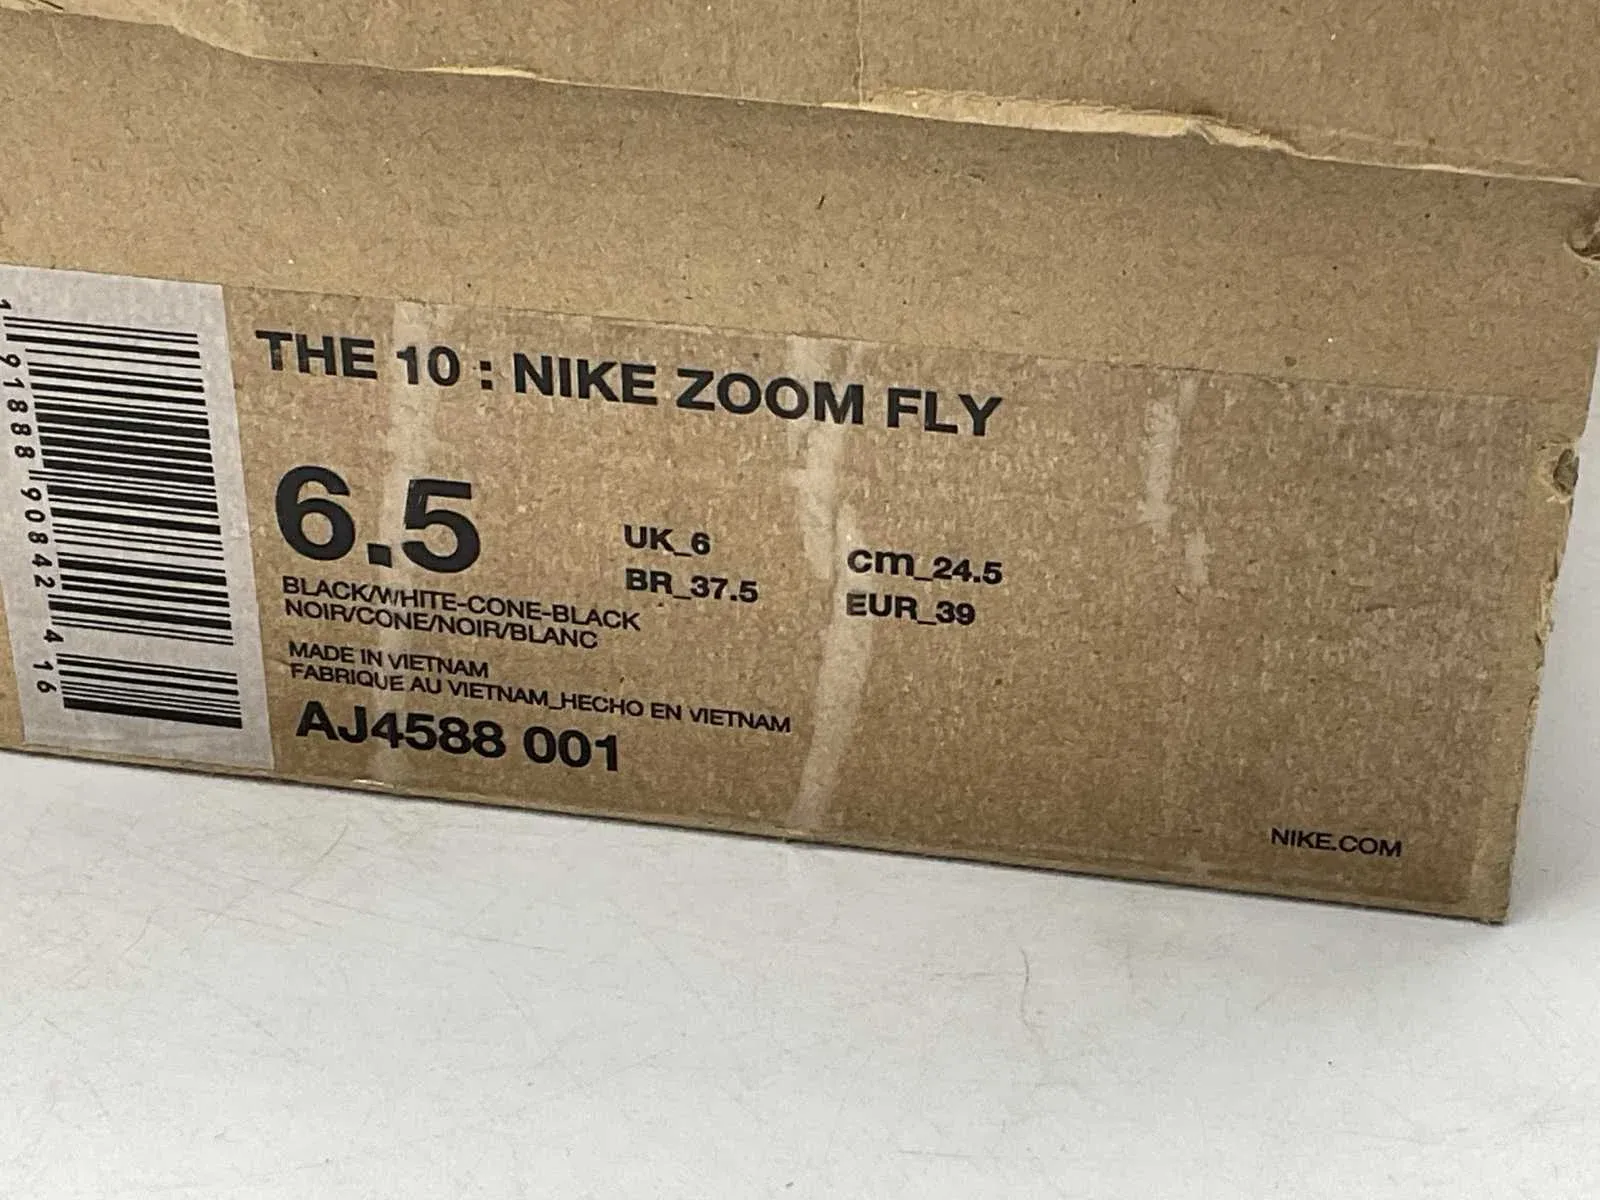 THE 10 : NIKE ZOOM FLY
6.5
UK_6
cm_24.5
BR_37.5
EUR_39
BLACK/WHITE-CONE-BLACK
NOIR/CONE/NOIR/BLANC
MADE IN VIETNAM
FABRIQUE AU VIETNAM_HECHO EN VIETNAM
AJ4588 001
NIKE.COM
1 91888 90842 4 16